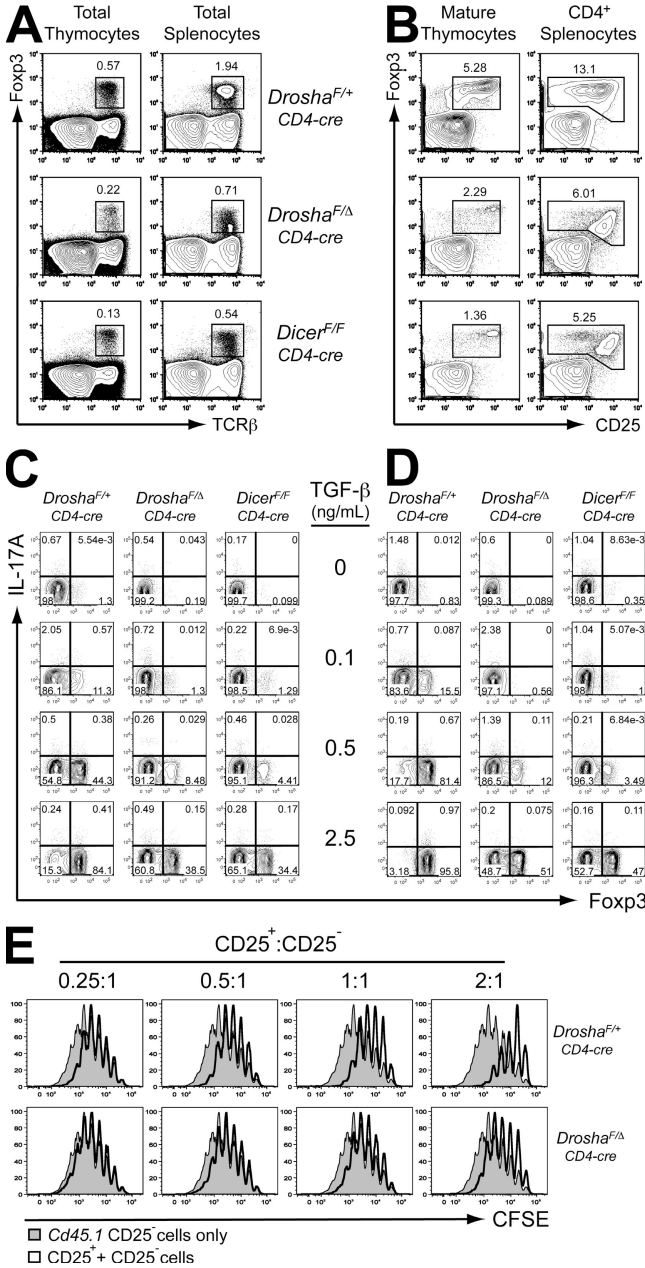 A
Total Thymocytes
Total Splenocytes
Foxp3
0.57
1.94
DroshaF/+ CD4-cre
0.22
0.71
DroshaF/Δ CD4-cre
0.13
0.54
DicerF/F CD4-cre
TCRβ
B
Mature Thymocytes
CD4+ Splenocytes
Foxp3
5.28
13.1
2.29
6.01
1.36
5.25
CD25
C
DroshaF/+ CD4-cre
DroshaF/Δ CD4-cre
DicerF/F CD4-cre
TGF-β (ng/mL)
D
DroshaF/+ CD4-cre
DroshaF/Δ CD4-cre
DicerF/F CD4-cre
IL-17A
0.67 5.54e-3 0.54 0.043 0.17 0
98 1.3 99.2 0.19 99.7 0.099
0
1.48 0.012 0.6 0 1.04 8.63e-3
97.7 0.83 99.3 0.089 98.6 0.35
2.05 0.57 0.72 0.012 0.22 6.9e-3
86.1 11.3 98 1.3 98.5 1.29
0.1
0.77 0.087 2.38 0 1.04 5.07e-3
83.6 15.5 97.1 0.56 98
0.5 0.38 0.26 0.029 0.46 0.028
54.8 44.3 91.2 8.48 95.1 4.41
0.5
0.19 0.67 1.39 0.11 0.21 6.84e-3
17.7 81.4 86.5 12 96.3 3.49
0.24 0.41 0.49 0.15 0.28 0.17
15.3 84.1 60.8 38.5 65.1 34.4
2.5
0.092 0.97 0.2 0.075 0.16 0.11
3.18 95.8 48.7 51 52.7 47
Foxp3
E
CD25+:CD25-
0.25:1 0.5:1 1:1 2:1
DroshaF/+ CD4-cre
DroshaF/Δ CD4-cre
CFSE
Cd45.1 CD25- cells only
CD25+ + CD25- cells